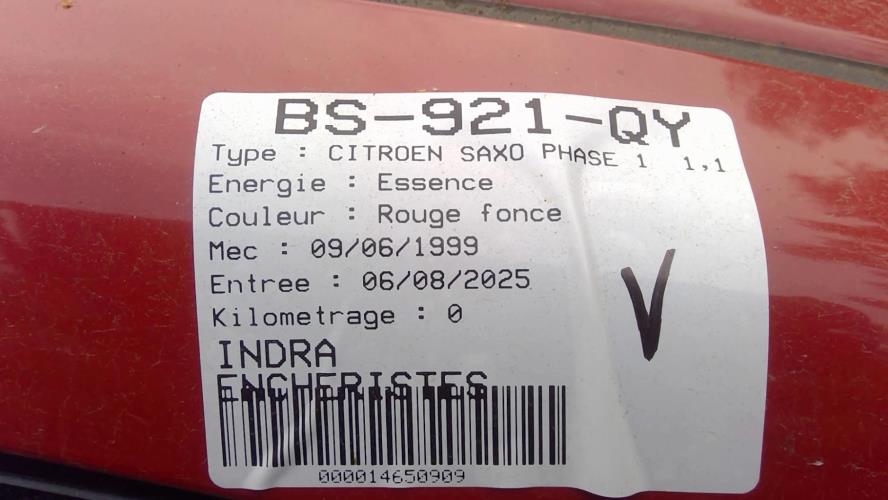 BS-921-QY
Type : CITROEN SAXO PHASE 1 1,1
Energie : Essence
Couleur : Rouge fonce
Mec : 09/06/1999
Entree : 06/08/2025
Kilometrage : 0
V
INDRA
ENCHERISTES
000014650909